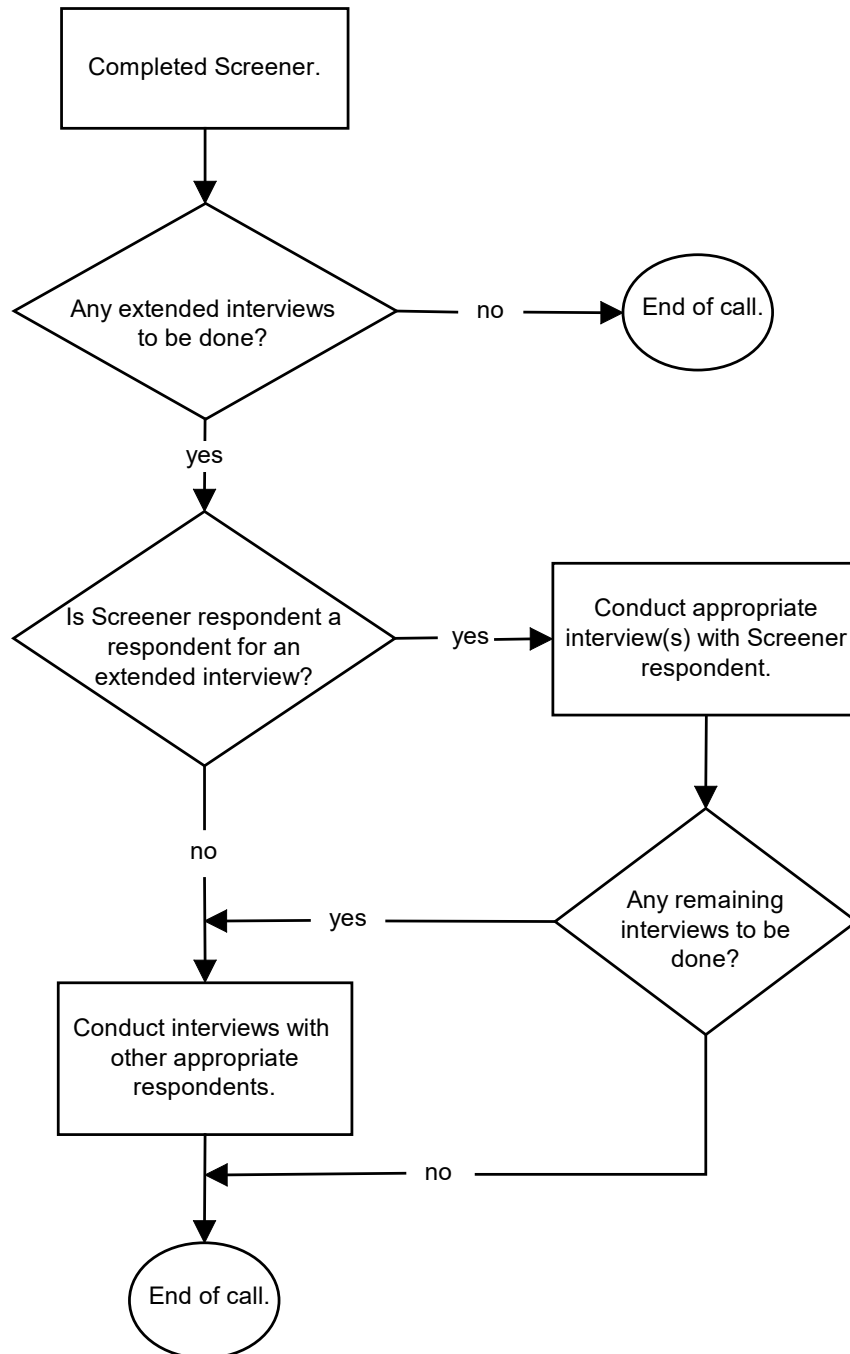 Completed Screener.
Any extended interviews
to be done?
no
End of call.
yes
Is Screener respondent a
respondent for an
extended interview?
yes
Conduct appropriate
interview(s) with Screener
respondent.
no
Any remaining
interviews to be
done?
yes
Conduct interviews with
other appropriate
respondents.
no
End of call.